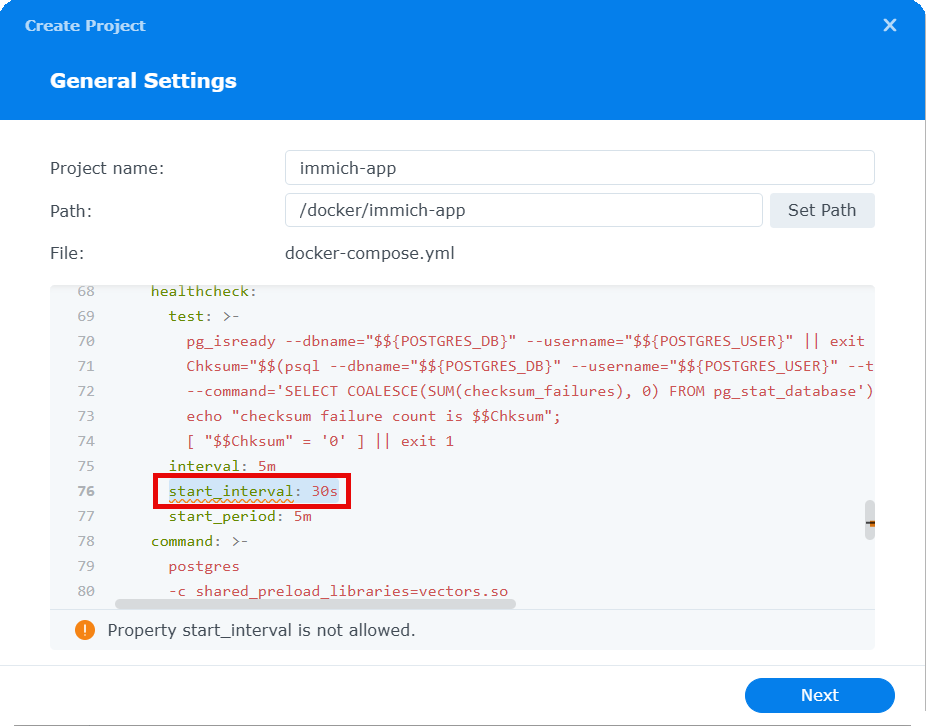 Create Project
General Settings
Project name: immich-app
Path: /docker/immich-app Set Path
File: docker-compose.yml
68 healthcheck:
69 test: >-
70 pg_isready --dbname="$${POSTGRES_DB}" --username="$${POSTGRES_USER}" || exit
71 Chksum="$$(psql --dbname="$${POSTGRES_DB}" --username="$${POSTGRES_USER}" --t
72 --command='SELECT COALESCE(SUM(checksum_failures), 0) FROM pg_stat_database')
73 echo "checksum failure count is $$Chksum";
74 [ "$$Chksum" = '0' ] || exit 1
75 interval: 5m
76 start_interval: 30s
77 start_period: 5m
78 command: >-
79 postgres
80 -c shared_preload_libraries=vectors.so
Property start_interval is not allowed.
Next